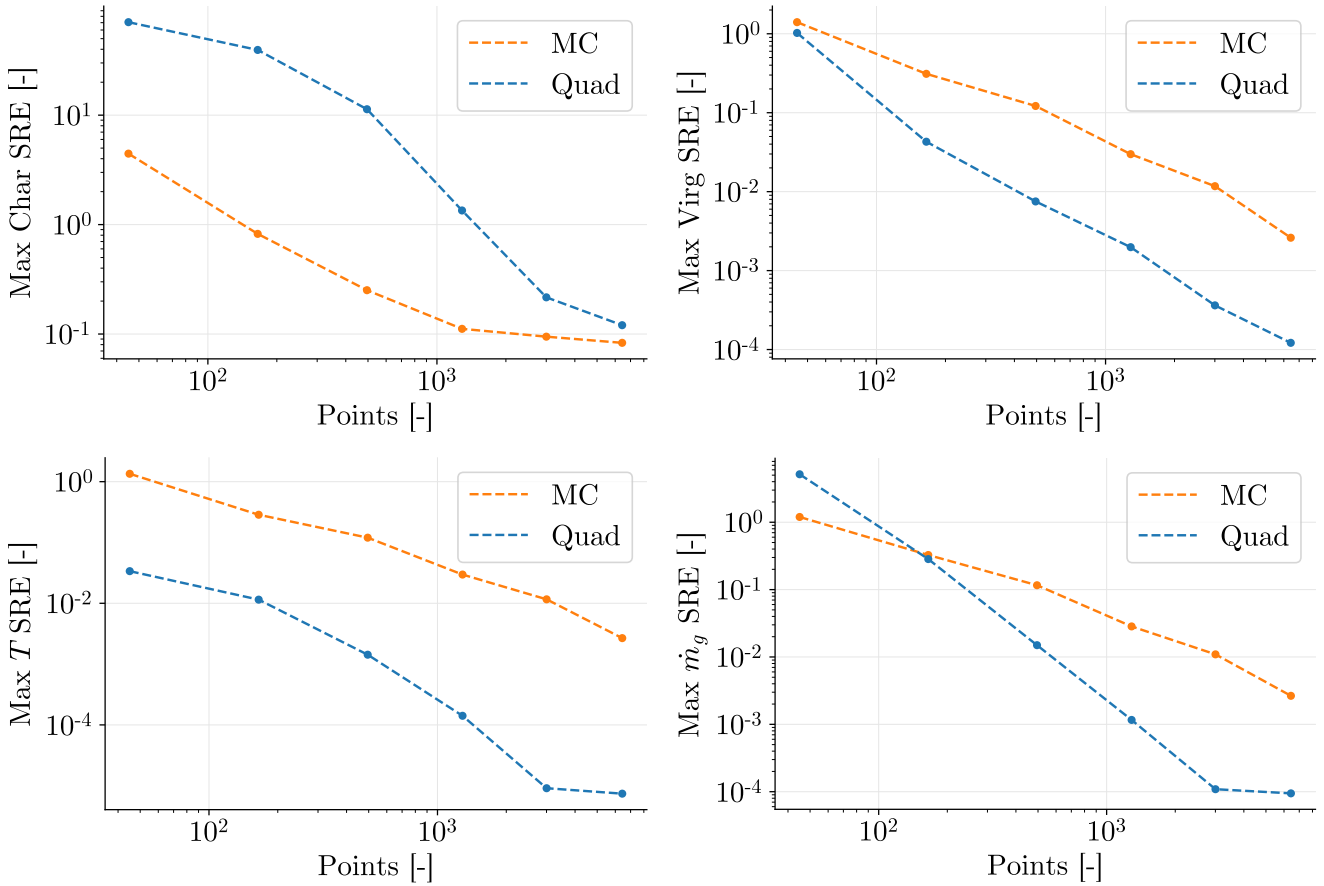 Max Char SRE [-]
10^1
10^0
10^-1
10^2
10^3
Points [-]
MC
Quad
Max Virg SRE [-]
10^0
10^-1
10^-2
10^-3
10^-4
10^2
10^3
Points [-]
MC
Quad
Max T SRE [-]
10^0
10^-2
10^-4
10^2
10^3
Points [-]
MC
Quad
Max ṁ_g SRE [-]
10^0
10^-1
10^-2
10^-3
10^-4
10^2
10^3
Points [-]
MC
Quad